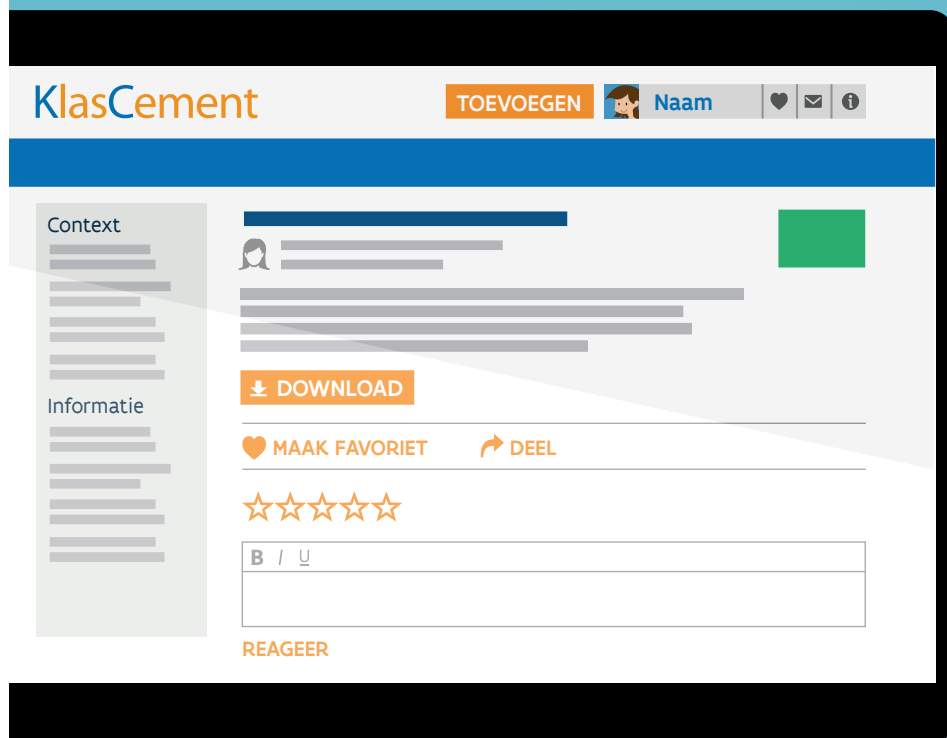 KlasCement
TOEVOEGEN
Naam
Context
DOWNLOAD
Informatie
MAAK FAVORIET
DEEL
B I U
REAGEER